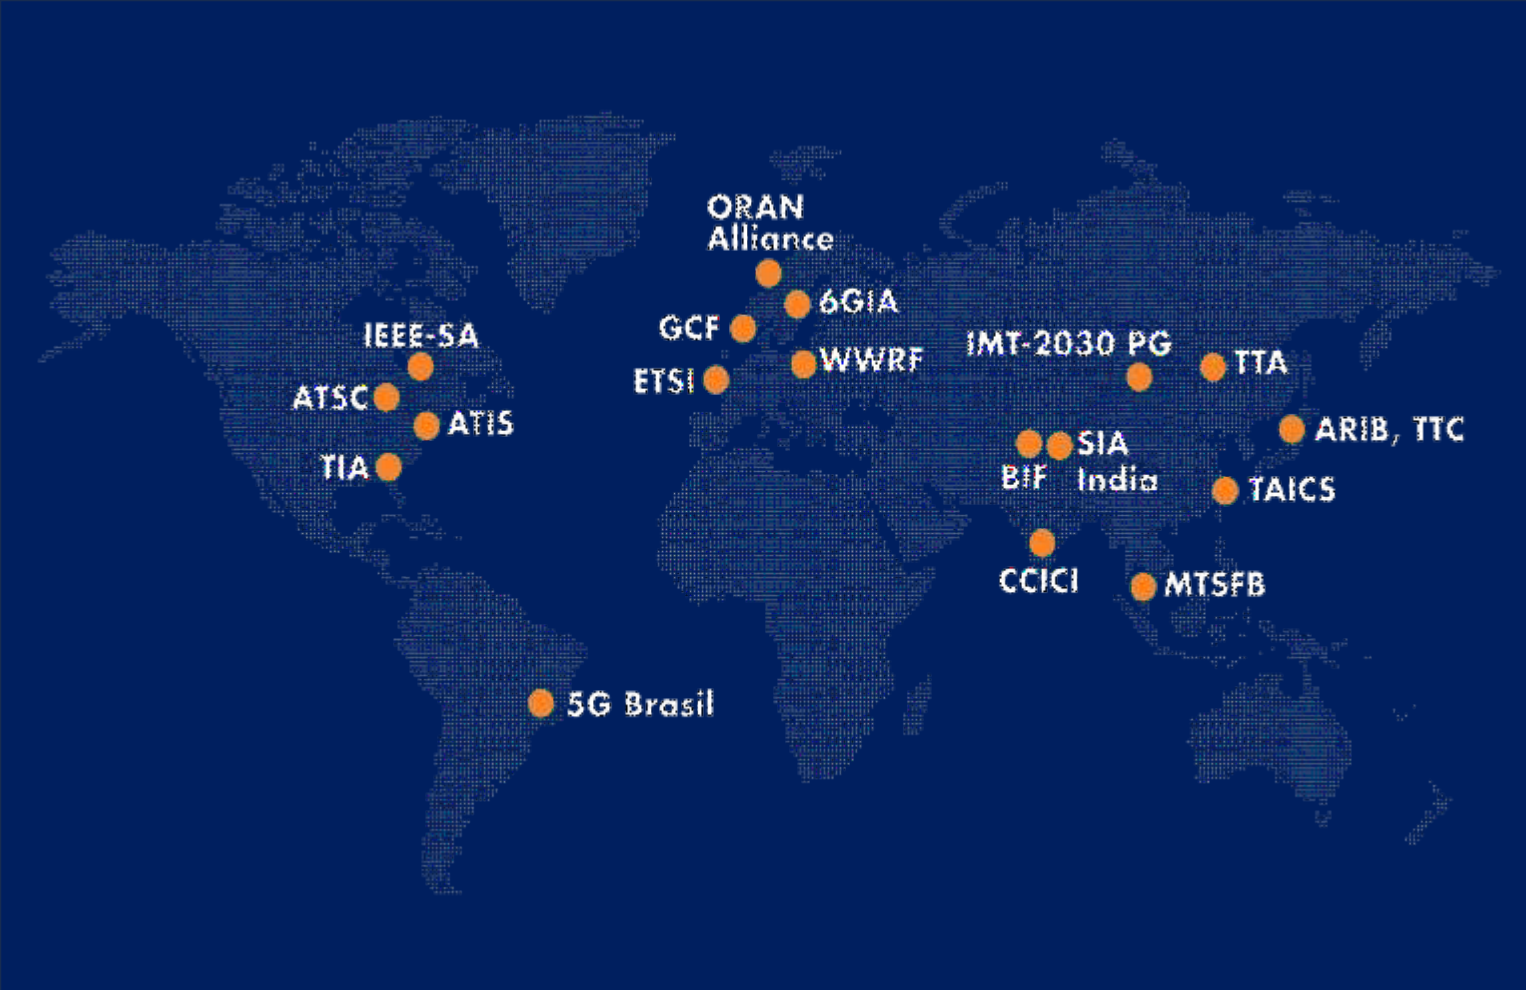 ORAN
Alliance
6GIA
GCF
IEEE-SA
IMT-2030 PG
WWRF
TTA
ETSI
ATSC
ATIS
ARIB, TTC
SIA
India
BIF
TIA
TAICS
CCICI
MTSFB
5G Brasil